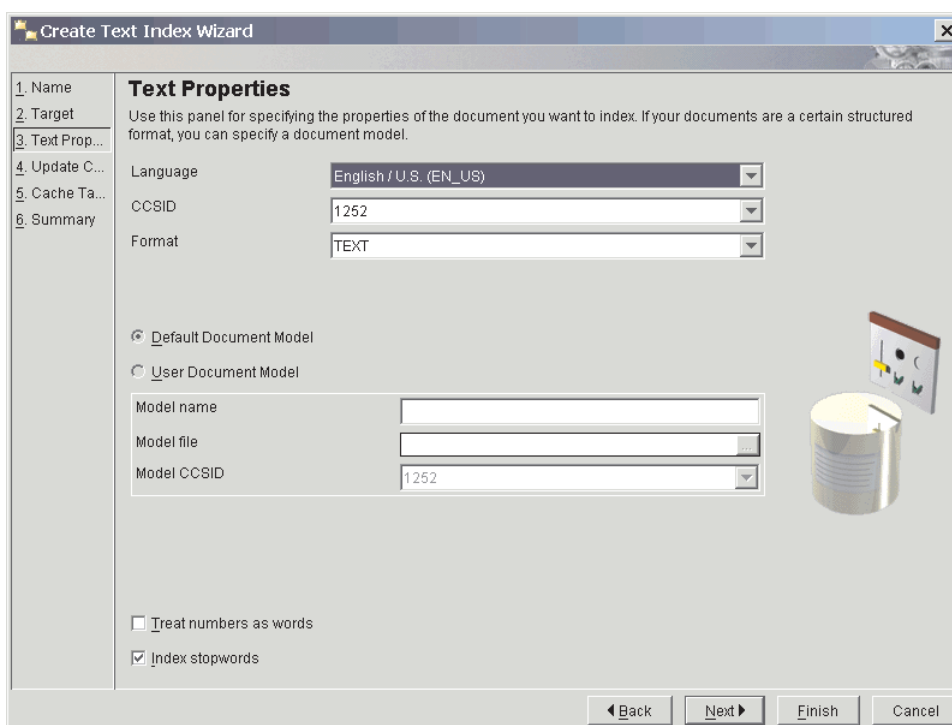 Create Text Index Wizard
1. Name
2. Target
3. Text Prop...
4. Update C...
5. Cache Ta...
6. Summary
Text Properties
Use this panel for specifying the properties of the document you want to index. If your documents are a certain structured
format, you can specify a document model.
Language
English / U.S. (EN_US)
CCSID
1252
Format
TEXT
Default Document Model
User Document Model
Model name
Model file
...
Model CCSID
1252
Treat numbers as words
Index stopwords
Back
Next
Finish
Cancel